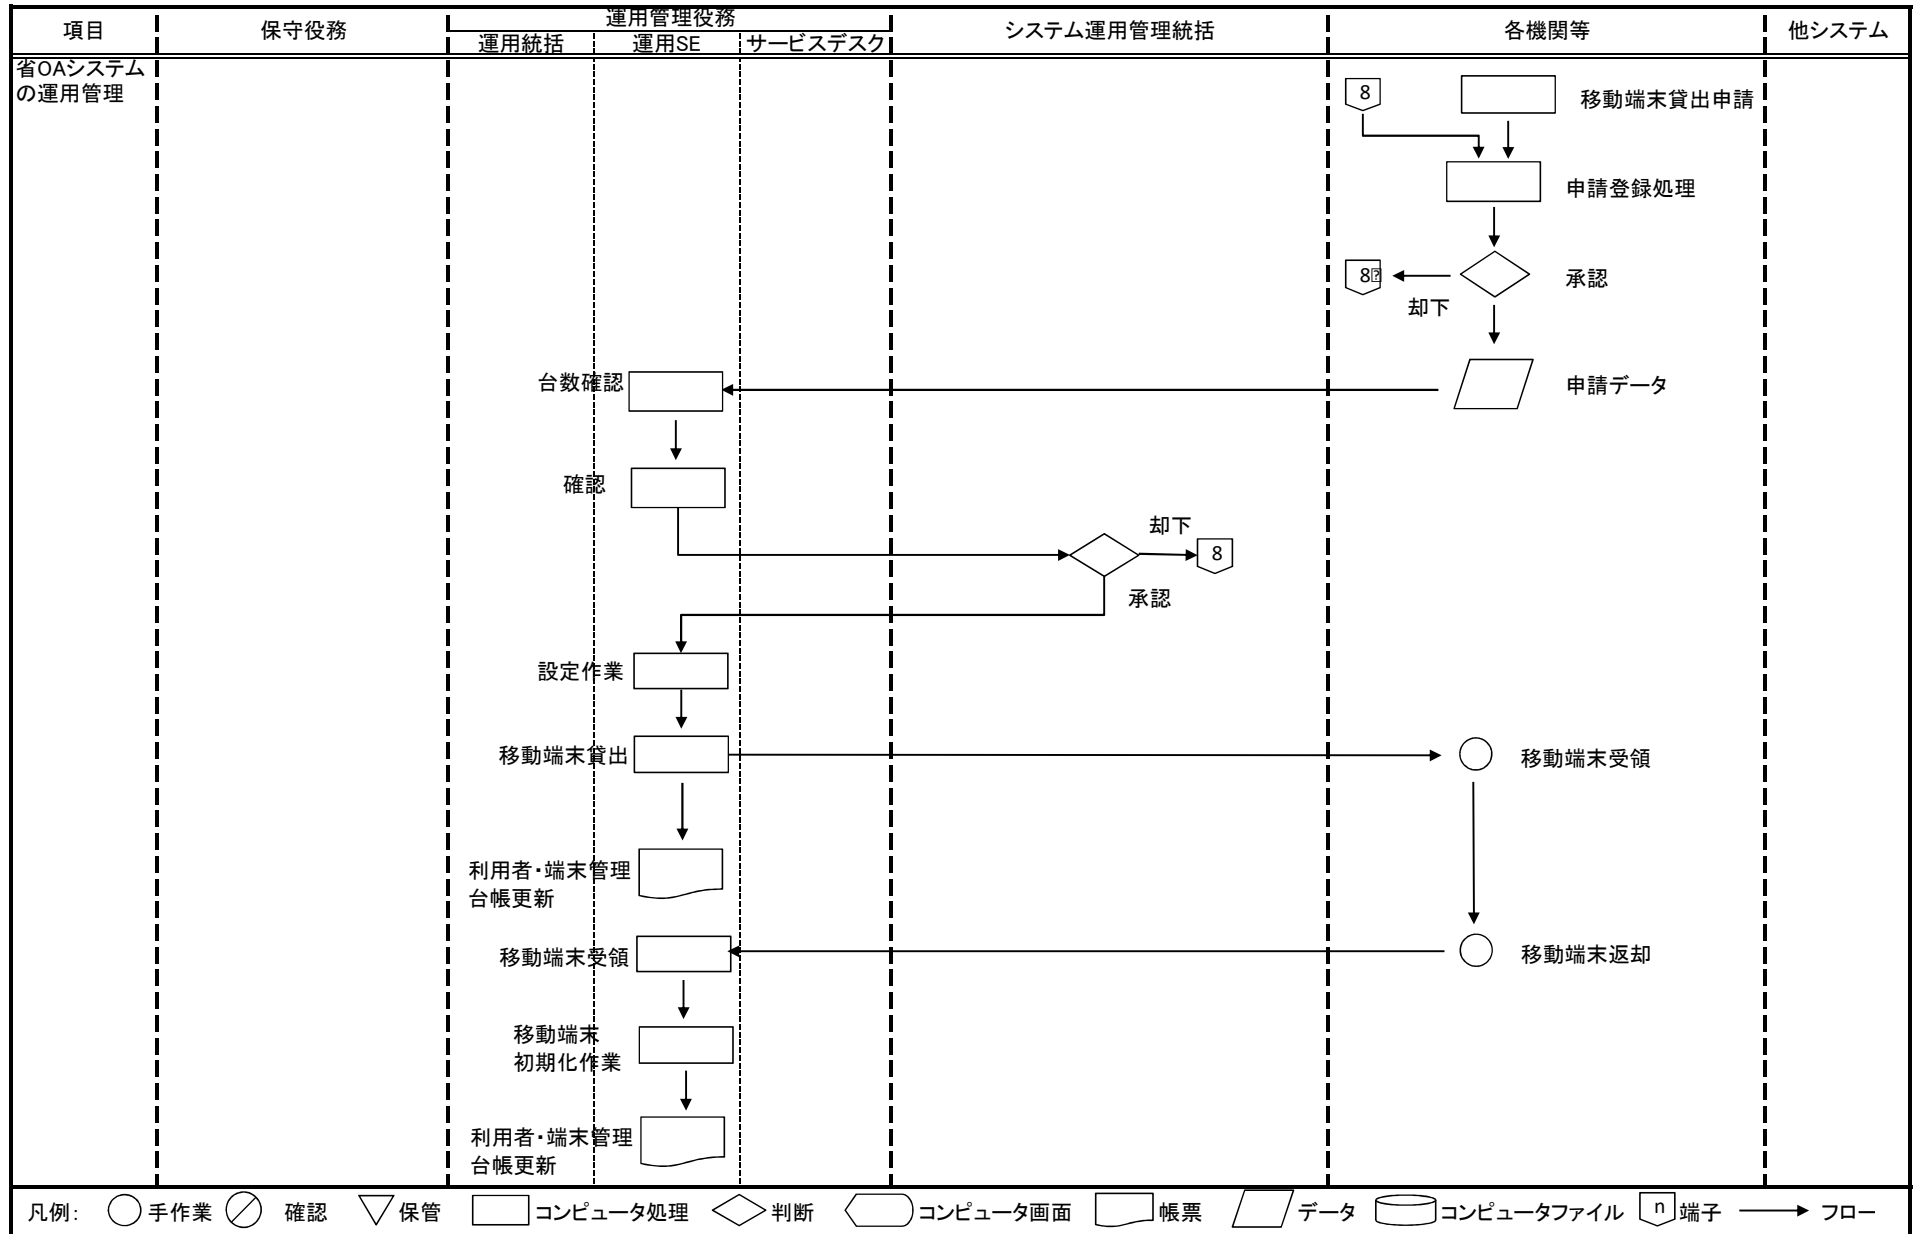 項目
保守役務
運用管理役務
運用統括
運用SE
サービスデスク
システム運用管理統括
各機関等
他システム
省OAシステム
の運用管理
8
移動端末貸出申請
申請登録処理
8
承認
却下
台数確認
申請データ
確認
却下
8
承認
設定作業
移動端末貸出
移動端末受領
利用者・端末管理
台帳更新
移動端末受領
移動端末返却
移動端末
初期化作業
利用者・端末管理
台帳更新
凡例: 手作業 確認 保管 コンピュータ処理 判断 コンピュータ画面 帳票 データ コンピュータファイル n 端子 フロー